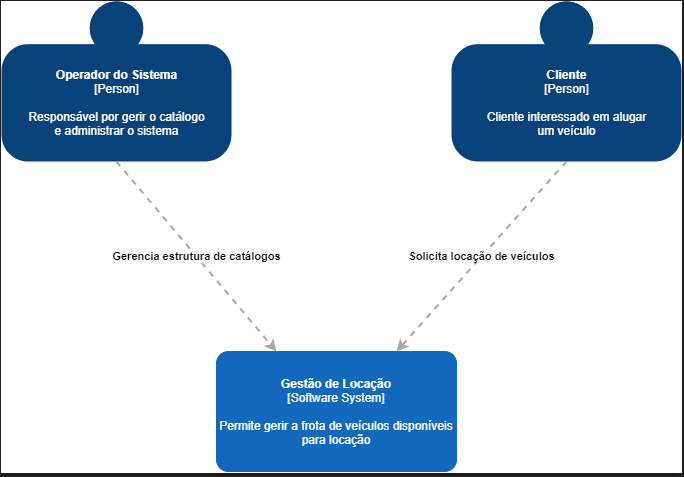 Operador do Sistema
[Person]
Responsável por gerir o catálogo
e administrar o sistema
Cliente
[Person]
Cliente interessado em alugar
um veículo
Gerencia estrutura de catálogos
Solicita locação de veículos
Gestão de Locação
[Software System]
Permite gerir a frota de veículos disponíveis
para locação